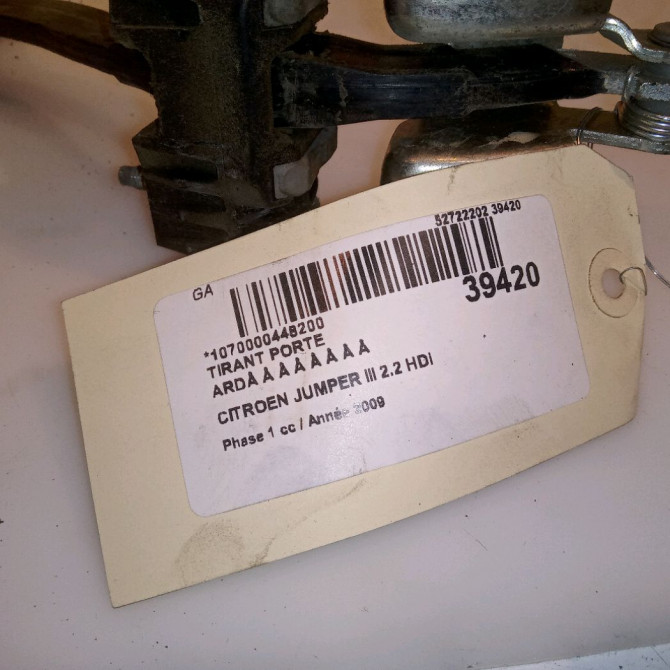 52722202 39420
GA
39420
*1070000448200
TIRANT PORTE
ARDÂ Â Â Â Â Â Â Â
CITROEN JUMPER III 2.2 HDI
Phase 1 cc / Année 2009